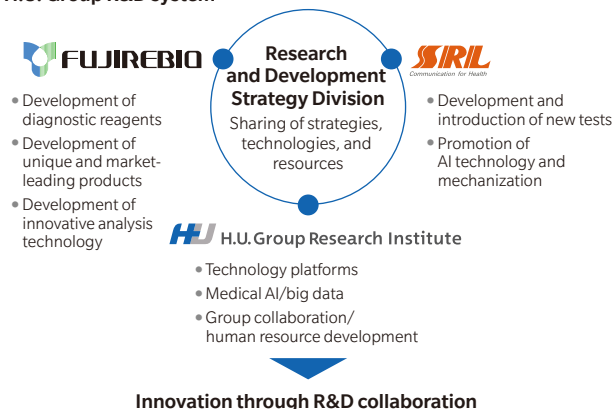 H.U. Group R&D System
FUJIREBIO
• Development of
diagnostic reagents
• Development of
unique and market-
leading products
• Development of
innovative analysis
technology
Research
and Development
Strategy Division
Sharing of strategies,
technologies, and
resources
SRL
Communication for Health
• Development and
introduction of new tests
• Promotion of
AI technology and
mechanization
HU H.U.Group Research Institute
• Technology platforms
• Medical AI/big data
• Group collaboration/
human resource development
Innovation through R&D collaboration